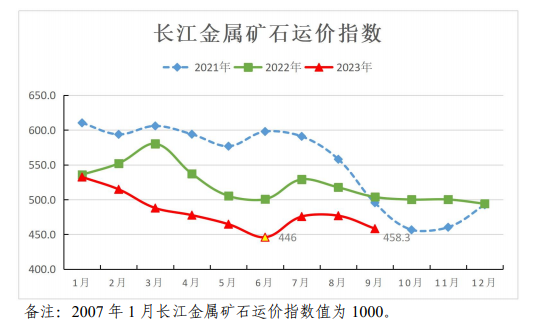 长江金属矿石运价指数
2021年 2022年 2023年
650.0
600.0
550.0
500.0
450.0
400.0
446
458.3
1月 2月 3月 4月 5月 6月 7月 8月 9月 10月 11月 12月
备注：2007 年 1 月长江金属矿石运价指数值为 1000。